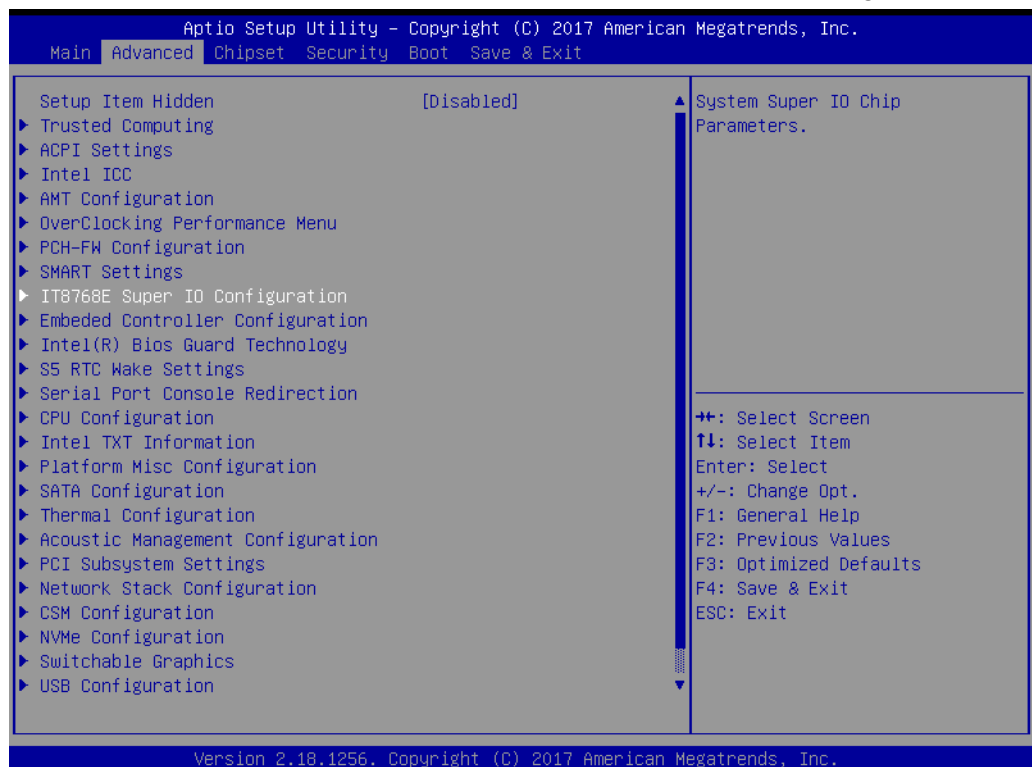 Aptio Setup Utility – Copyright (C) 2017 American Megatrends, Inc.
Main Advanced Chipset Security Boot Save & Exit
Setup Item Hidden [Disabled]
Trusted Computing
ACPI Settings
Intel ICC
AMT Configuration
OverClocking Performance Menu
PCH-FW Configuration
SMART Settings
IT8768E Super IO Configuration
Embeded Controller Configuration
Intel(R) Bios Guard Technology
S5 RTC Wake Settings
Serial Port Console Redirection
CPU Configuration
Intel TXT Information
Platform Misc Configuration
SATA Configuration
Thermal Configuration
Acoustic Management Configuration
PCI Subsystem Settings
Network Stack Configuration
CSM Configuration
NVMe Configuration
Switchable Graphics
USB Configuration
System Super IO Chip
Parameters.
→←: Select Screen
↑↓: Select Item
Enter: Select
+/-: Change Opt.
F1: General Help
F2: Previous Values
F3: Optimized Defaults
F4: Save & Exit
ESC: Exit
Version 2.18.1256. Copyright (C) 2017 American Megatrends, Inc.